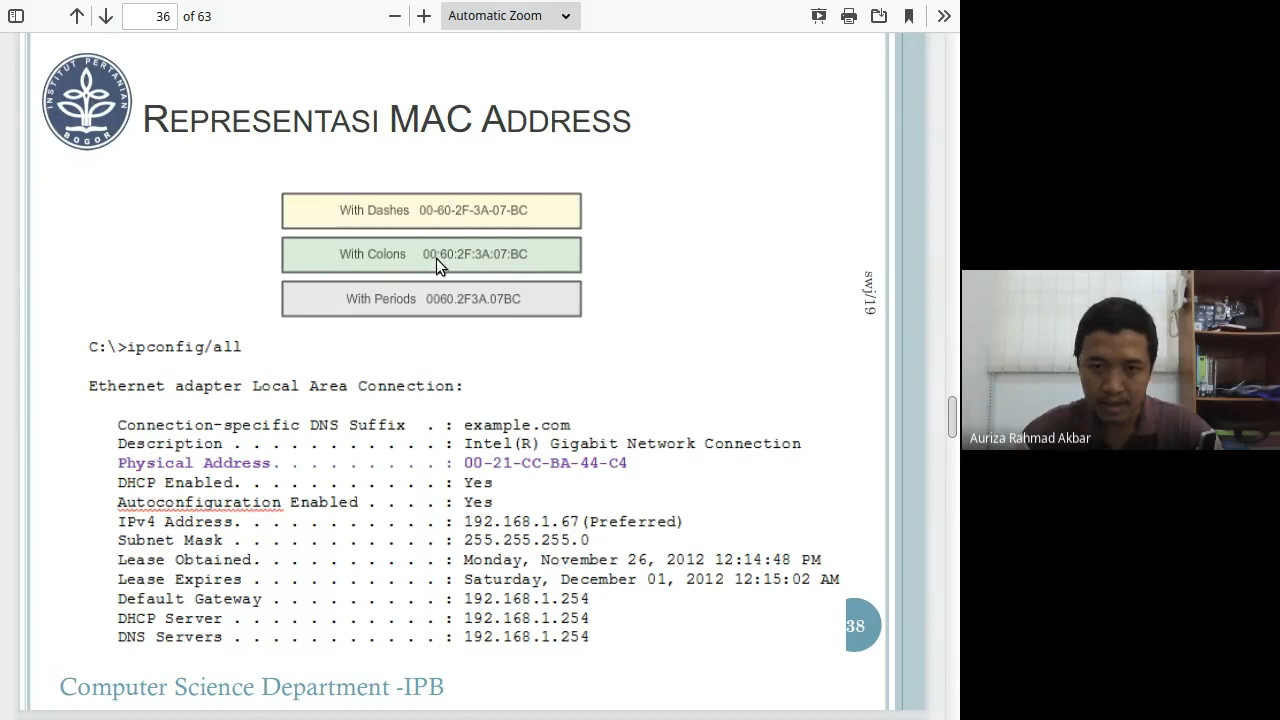 36 of 63
Automatic Zoom
INSTITUT PERTANIAN
BOGOR
REPRESENTASI MAC ADDRESS
With Dashes 00-60-2F-3A-07-BC
With Colons 00:60:2F:3A:07:BC
With Periods 0060.2F3A.07BC
swj/19
C:\>ipconfig/all
Ethernet adapter Local Area Connection:
Connection-specific DNS Suffix . : example.com
Description . . . . . . . . . . . : Intel(R) Gigabit Network Connection
Physical Address. . . . . . . . . : 00-21-CC-BA-44-C4
DHCP Enabled. . . . . . . . . . . : Yes
Autoconfiguration Enabled . . . . : Yes
IPv4 Address. . . . . . . . . . . : 192.168.1.67(Preferred)
Subnet Mask . . . . . . . . . . . : 255.255.255.0
Lease Obtained. . . . . . . . . . : Monday, November 26, 2012 12:14:48 PM
Lease Expires . . . . . . . . . . : Saturday, December 01, 2012 12:15:02 AM
Default Gateway . . . . . . . . . : 192.168.1.254
DHCP Server . . . . . . . . . . . : 192.168.1.254
DNS Servers . . . . . . . . . . . : 192.168.1.254
38
Computer Science Department -IPB
Auriza Rahmad Akbar